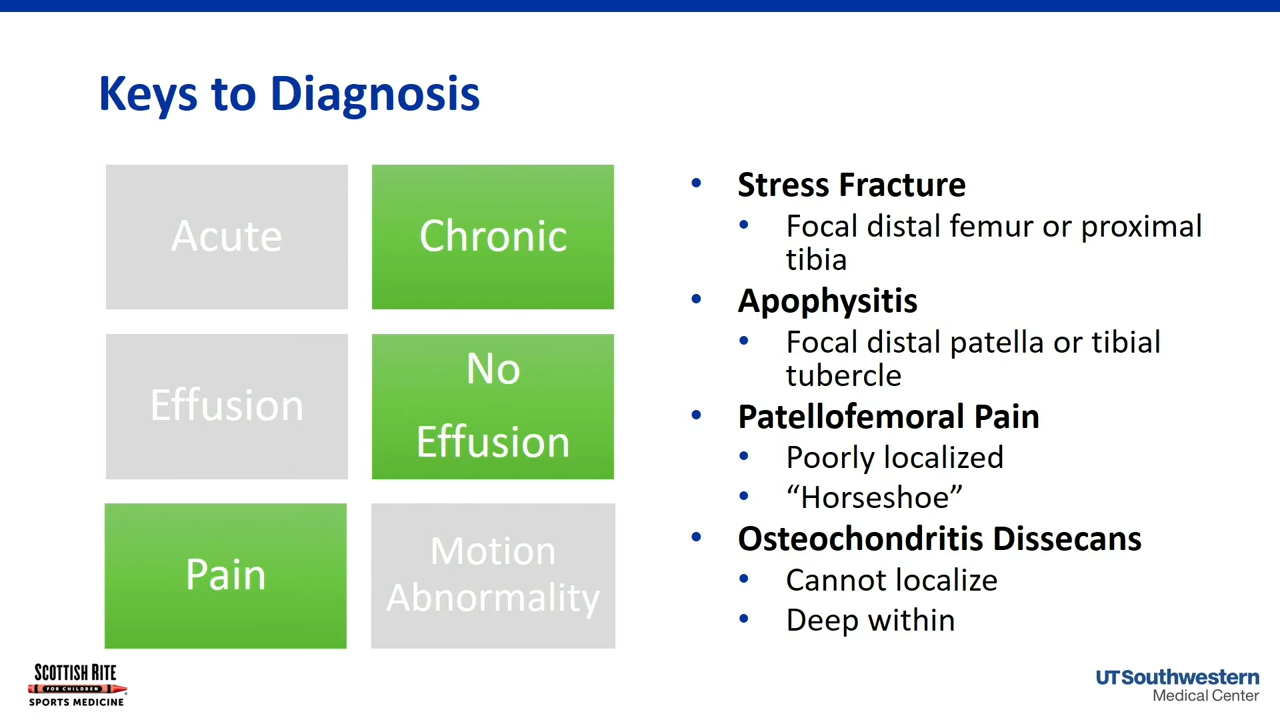 Keys to Diagnosis
Acute
Chronic
Effusion
No
Effusion
Pain
Motion
Abnormality
• Stress Fracture
• Focal distal femur or proximal
tibia
• Apophysitis
• Focal distal patella or tibial
tubercle
• Patellofemoral Pain
• Poorly localized
• “Horseshoe”
• Osteochondritis Dissecans
• Cannot localize
• Deep within
SCOTTISH RITE
FOR CHILDREN
SPORTS MEDICINE
UTSouthwestern
Medical Center